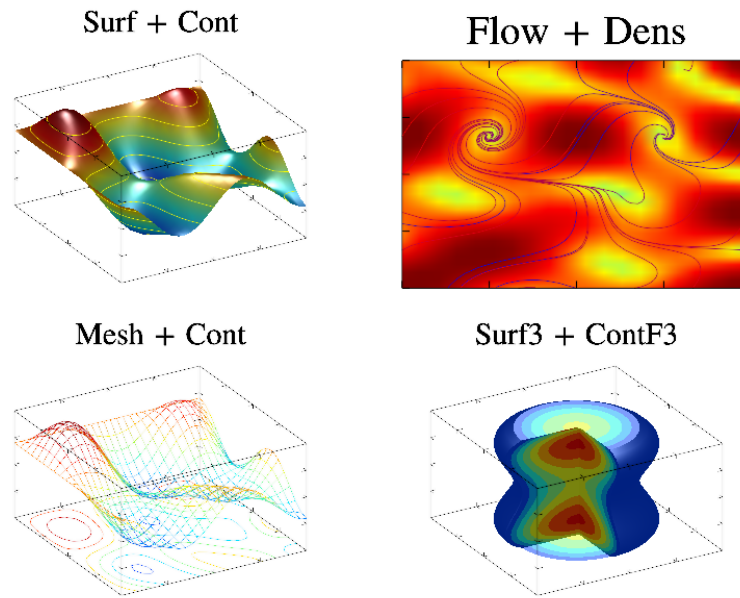 Surf + Cont
Flow + Dens
Mesh + Cont
Surf3 + ContF3